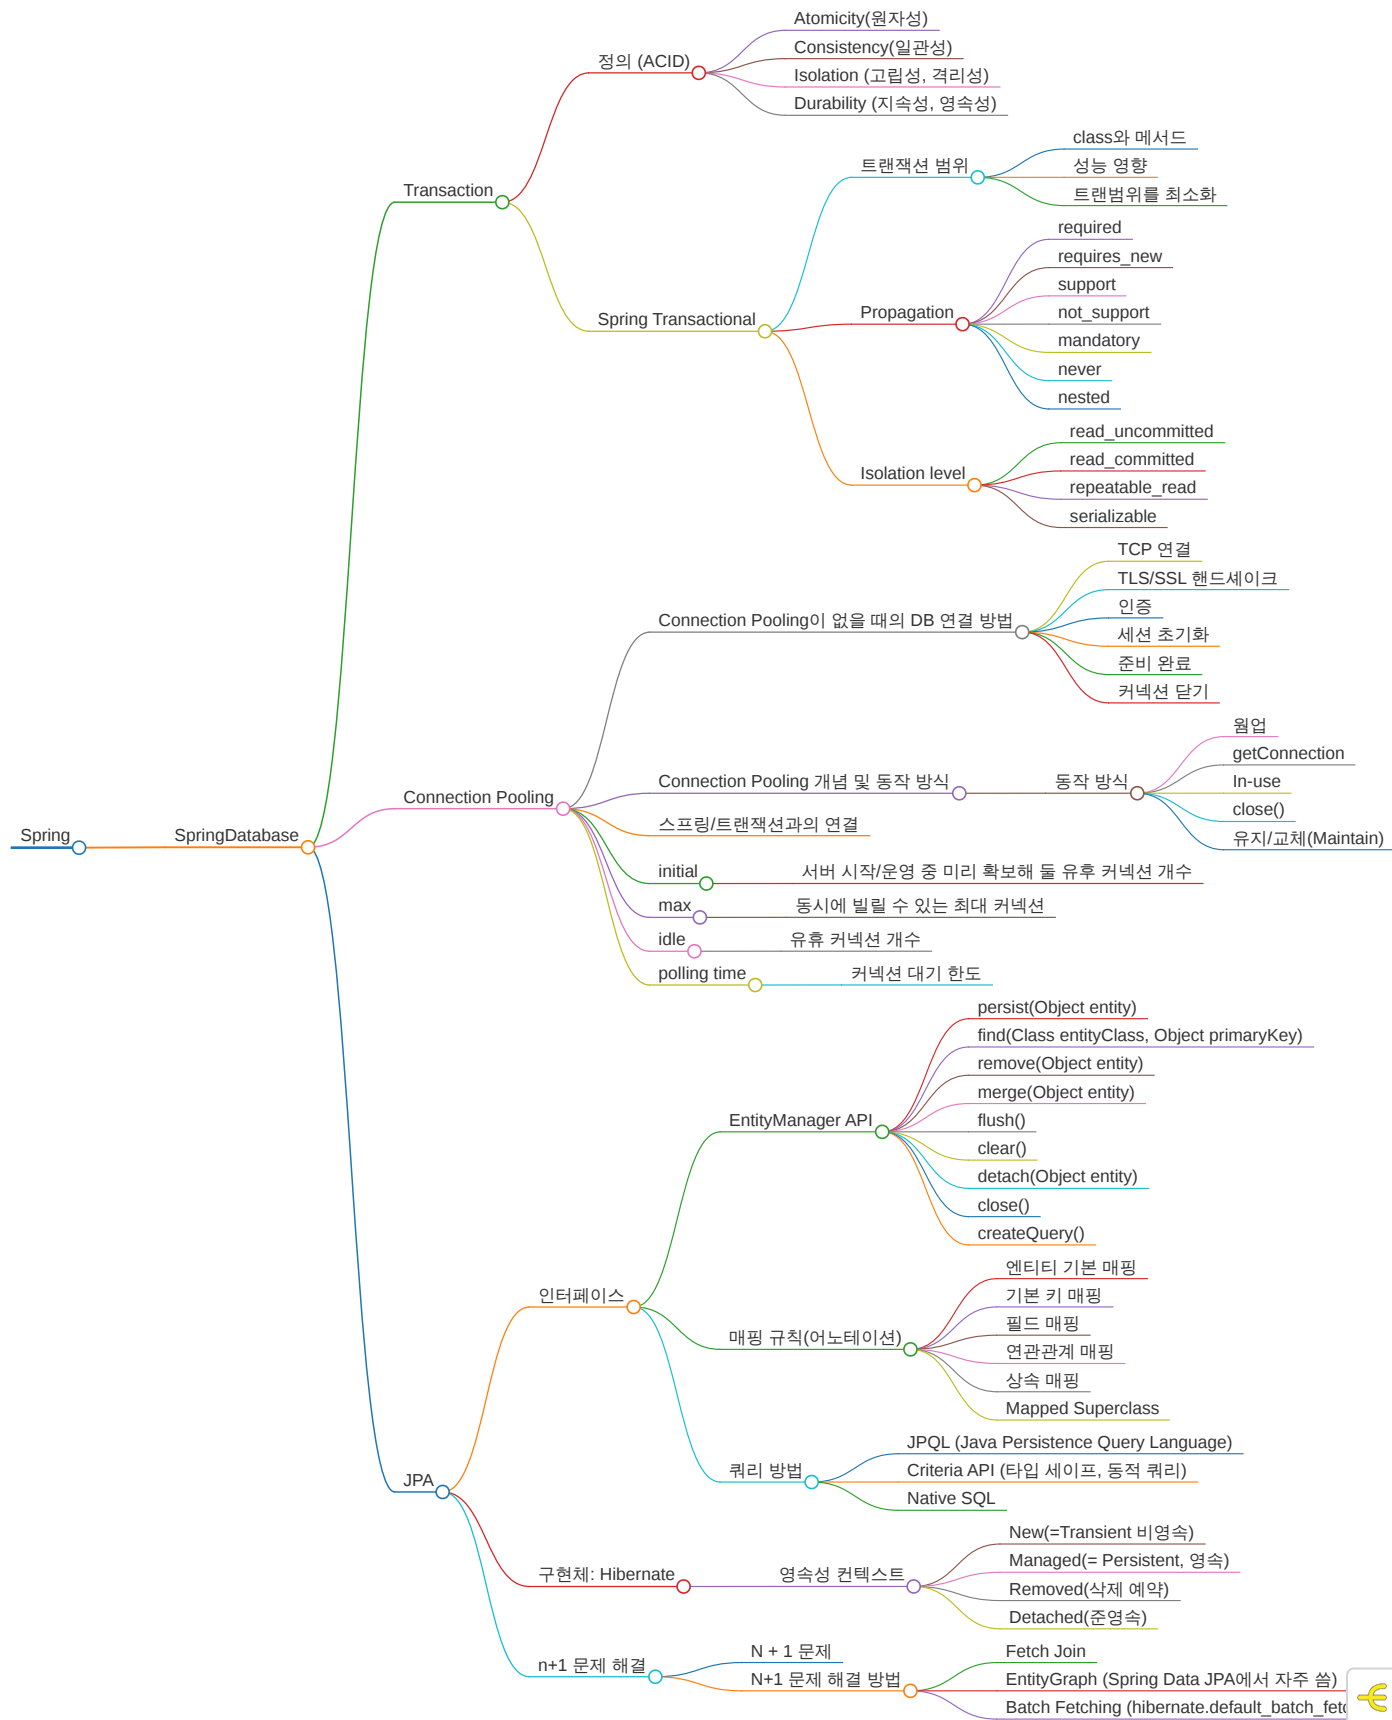 Atomicity(원자성)
Consistency(일관성)
정의 (ACID)
Isolation (고립성, 격리성)
Durability (지속성, 영속성)
class와 메서드
트랜잭션 범위
성능 영향
Transaction
트랜범위를 최소화
required
requires_new
support
Spring Transactional
Propagation
not_support
mandatory
never
nested
read_uncommitted
read_committed
Isolation level
repeatable_read
serializable
TCP 연결
TLS/SSL 핸드셰이크
인증
Connection Pooling이 없을 때의 DB 연결 방법
세션 초기화
준비 완료
커넥션 닫기
웜업
getConnection
Connection Pooling 개념 및 동작 방식
동작 방식
In-use
Connection Pooling
close()
스프링/트랜잭션과의 연결
유지/교체(Maintain)
Spring
SpringDatabase
initial
서버 시작/운영 중 미리 확보해 둘 유후 커넥션 개수
max
동시에 빌릴 수 있는 최대 커넥션
idle
유휴 커넥션 개수
polling time
커넥션 대기 한도
persist(Object entity)
find(Class entityClass, Object primaryKey)
remove(Object entity)
merge(Object entity)
EntityManager API
flush()
clear()
detach(Object entity)
close()
createQuery()
엔티티 기본 매핑
인터페이스
기본 키 매핑
필드 매핑
매핑 규칙(어노테이션)
연관관계 매핑
상속 매핑
Mapped Superclass
JPQL (Java Persistence Query Language)
쿼리 방법
Criteria API (타입 세이프, 동적 쿼리)
JPA
Native SQL
New(=Transient 비영속)
Managed(= Persistent, 영속)
구현체: Hibernate
영속성 컨텍스트
Removed(삭제 예약)
Detached(준영속)
N + 1 문제
Fetch Join
n+1 문제 해결
N+1 문제 해결 방법
EntityGraph (Spring Data JPA에서 자주 씀)
Batch Fetching (hibernate.default_batch_fetc